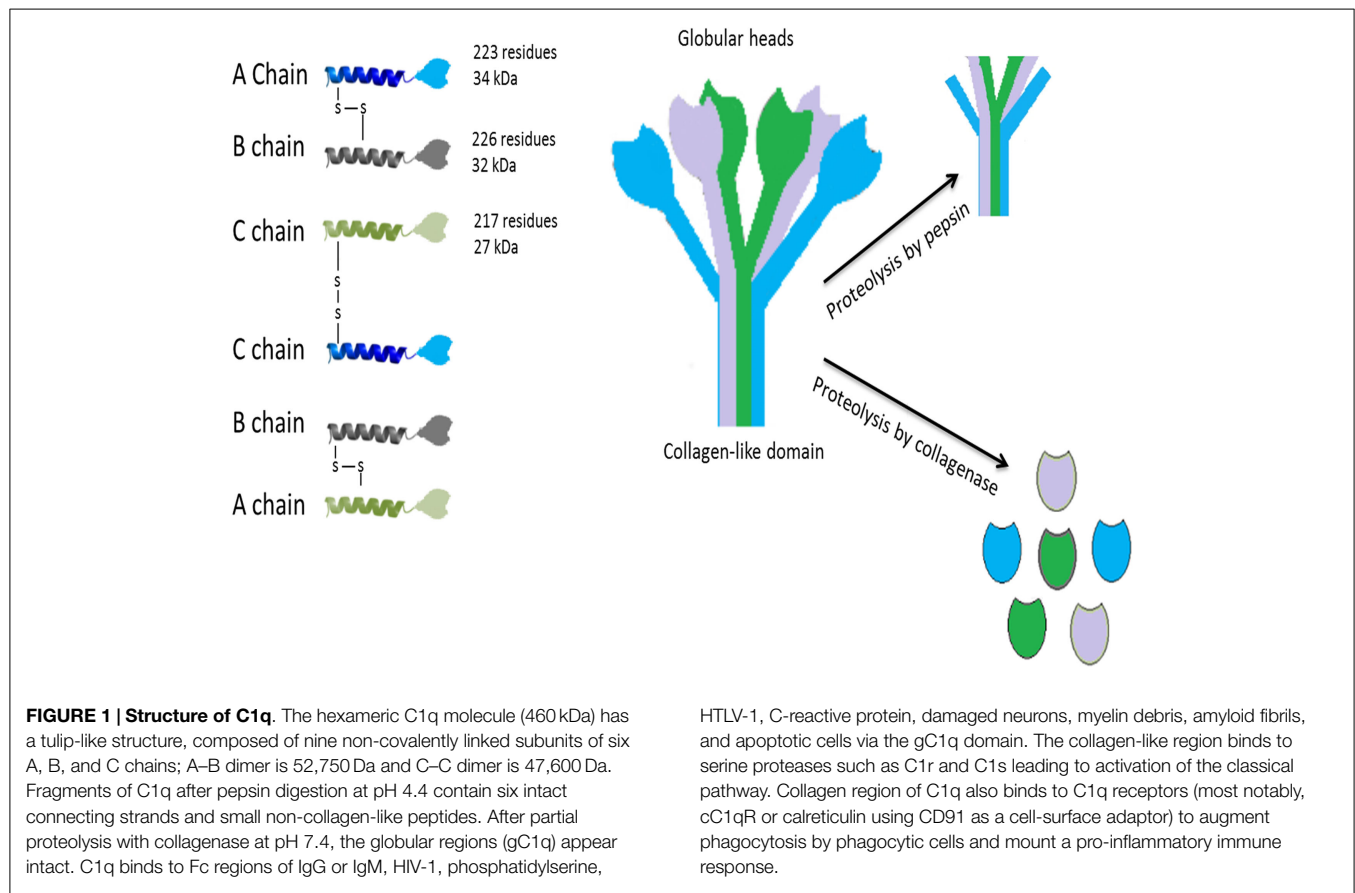 A Chain
223 residues
34 kDa
S—S
B chain
226 residues
32 kDa
C chain
217 residues
27 kDa
S
S
C chain
B chain
S—S
A chain
Globular heads
Collagen-like domain
Proteolysis by pepsin
Proteolysis by collagenase
FIGURE 1 | Structure of C1q. The hexameric C1q molecule (460 kDa) has
a tulip-like structure, composed of nine non-covalently linked subunits of six
A, B, and C chains; A–B dimer is 52,750 Da and C–C dimer is 47,600 Da.
Fragments of C1q after pepsin digestion at pH 4.4 contain six intact
connecting strands and small non-collagen-like peptides. After partial
proteolysis with collagenase at pH 7.4, the globular regions (gC1q) appear
intact. C1q binds to Fc regions of IgG or IgM, HIV-1, phosphatidylserine,
HTLV-1, C-reactive protein, damaged neurons, myelin debris, amyloid fibrils,
and apoptotic cells via the gC1q domain. The collagen-like region binds to
serine proteases such as C1r and C1s leading to activation of the classical
pathway. Collagen region of C1q also binds to C1q receptors (most notably,
cC1qR or calreticulin using CD91 as a cell-surface adaptor) to augment
phagocytosis by phagocytic cells and mount a pro-inflammatory immune
response.